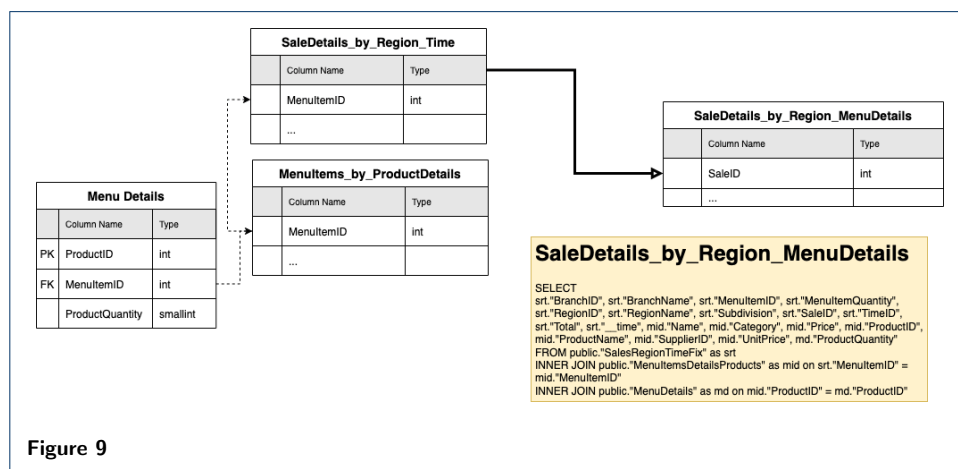 SaleDetails_by_Region_Time
Column Name Type
MenuItemID int
...
MenuItems_by_ProductDetails
Column Name Type
MenuItemID int
...
Menu Details
Column Name Type
PK ProductID int
FK MenuItemID int
ProductQuantity smallint
SaleDetails_by_Region_MenuDetails
Column Name Type
SaleID int
...
SaleDetails_by_Region_MenuDetails
SELECT
srt."BranchID", srt."BranchName", srt."MenuItemID", srt."MenuItemQuantity",
srt."RegionID", srt."RegionName", srt."Subdivision", srt."SaleID", srt."TimeID",
srt."Total", srt."__time", mid."Name", mid."Category", mid."Price", mid."ProductID",
mid."ProductName", mid."SupplierID", mid."UnitPrice", md."ProductQuantity"
FROM public."SalesRegionTimeFix" as srt
INNER JOIN public."MenuItemsDetailsProducts" as mid on srt."MenuItemID" =
mid."MenuItemID"
INNER JOIN public."MenuDetails" as md on mid."ProductID" = md."ProductID"
Figure 9